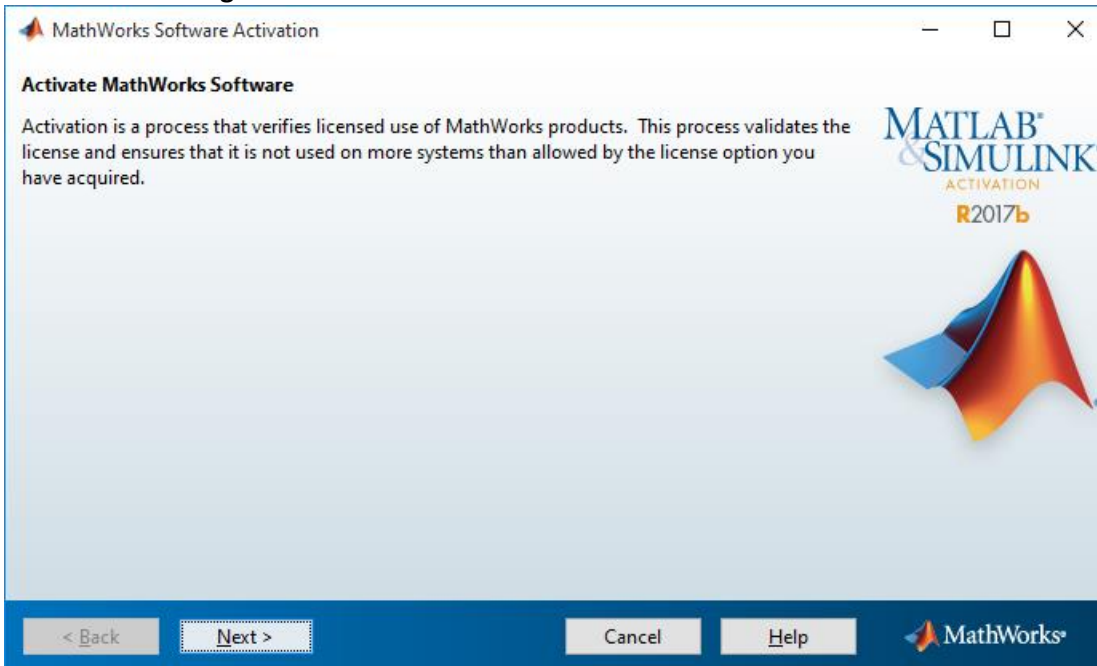 MathWorks Software Activation
Activate MathWorks Software
Activation is a process that verifies licensed use of MathWorks products. This process validates the
license and ensures that it is not used on more systems than allowed by the license option you
have acquired.
MATLAB®
&SIMULINK
ACTIVATION
R2017b
< Back Next > Cancel Help MathWorks®